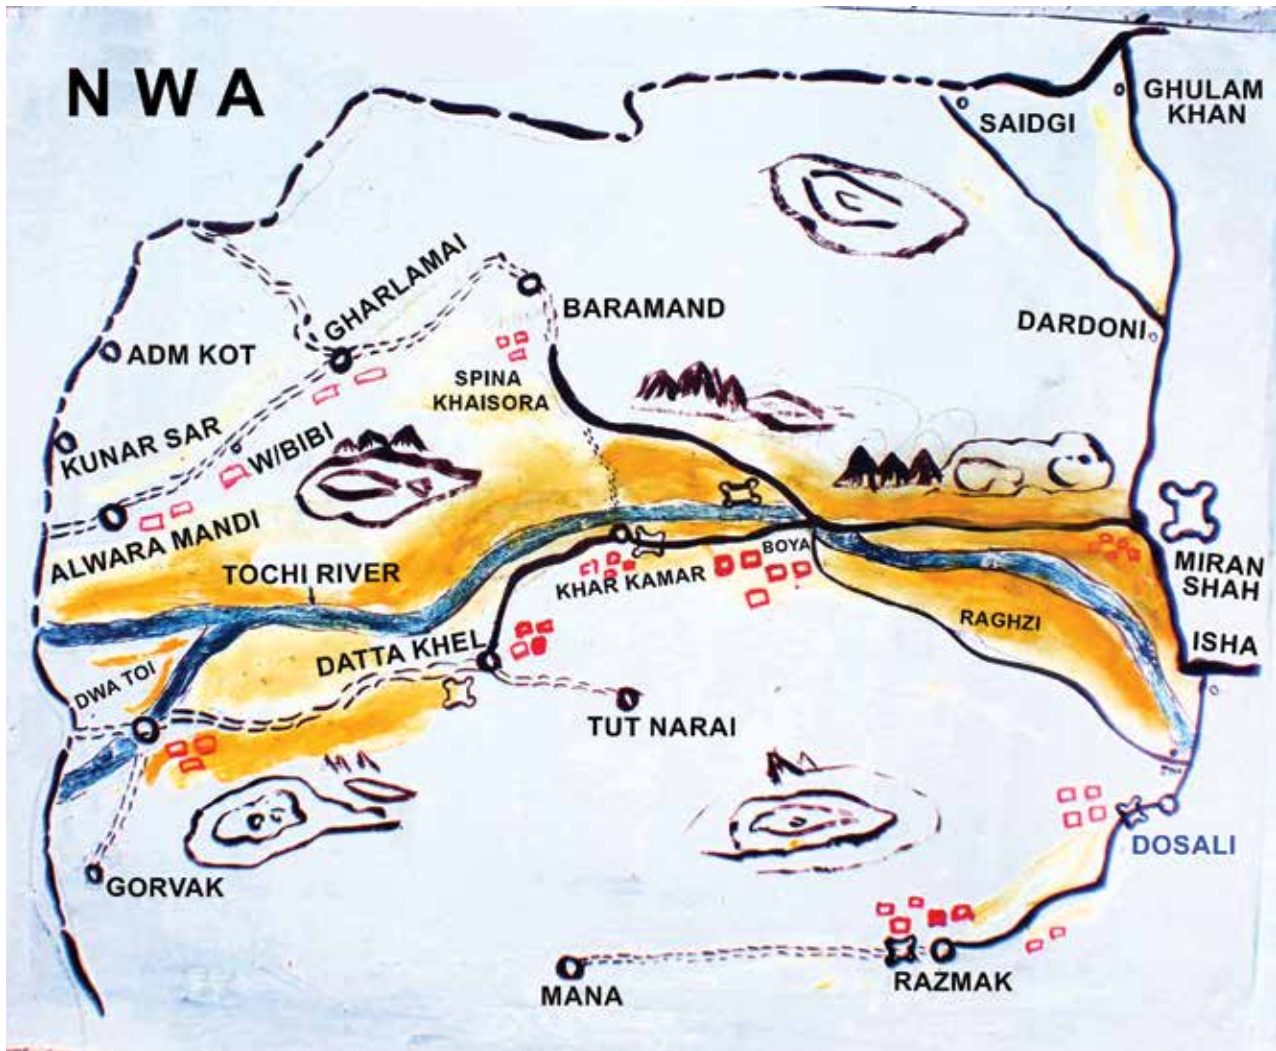 NWA
GHULAM
KHAN
SAIDGI
GHARLAMAI
BARAMAND
DARDONI
ADM KOT
SPINA
KHAISORA
KUNAR SAR
W/BIBI
ALWARA MANDI
TOCHI RIVER
KHAR KAMAR
BOYA
MIRAN
SHAH
RAGHZI
ISHA
DATTA KHEL
DWA TOI
TUT NARAI
DOSALI
GORVAK
RAZMAK
MANA